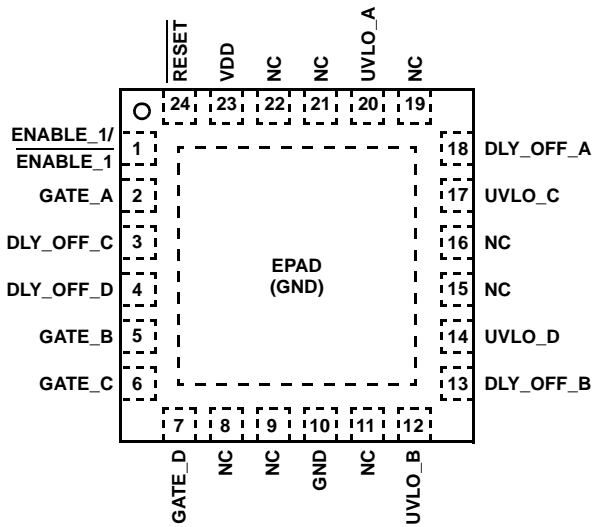 RESET
VDD
NC
NC
UVLO_A
NC
24
23
22
21
20
19
ENABLE_1/
ENABLE_1
1
GATE_A
2
DLY_OFF_C
3
DLY_OFF_D
4
GATE_B
5
GATE_C
6
EPAD
(GND)
18
DLY_OFF_A
17
UVLO_C
16
NC
15
NC
14
UVLO_D
13
DLY_OFF_B
7
8
9
10
11
12
GATE_D
NC
NC
GND
NC
UVLO_B